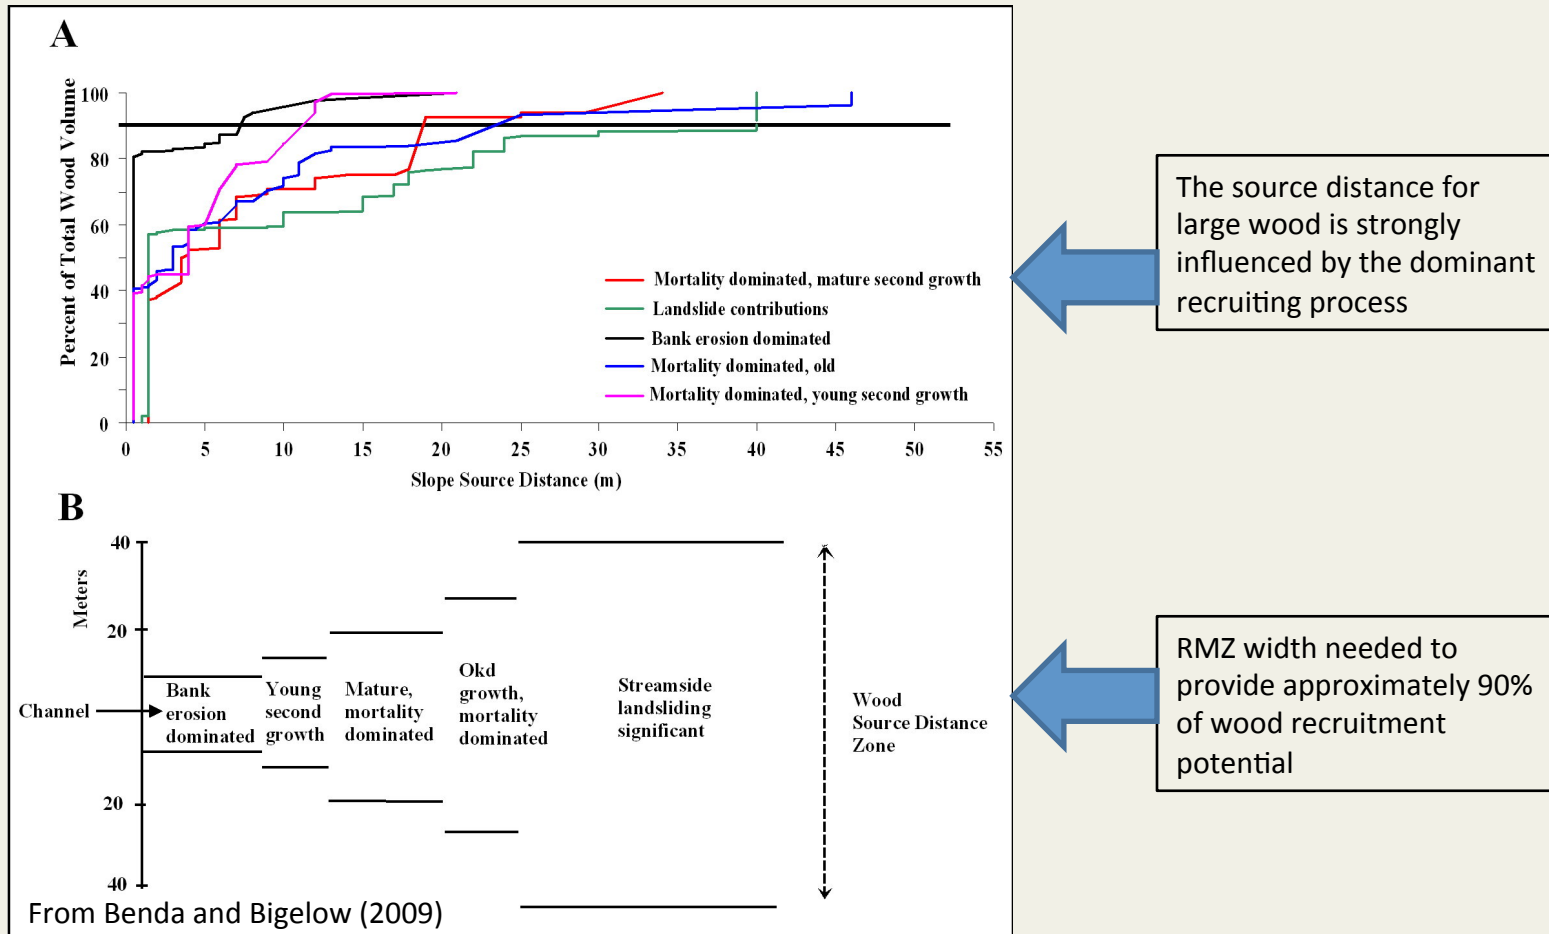 A
Percent of Total Wood Volume
100
80
60
40
20
0
0 5 10 15 20 25 30 35 40 45 50 55
Slope Source Distance (m)
Mortality dominated, mature second growth
Landslide contributions
Bank erosion dominated
Mortality dominated, old
Mortality dominated, young second growth
The source distance for
large wood is strongly
influenced by the dominant
recruiting process
B
Meters
40
20
20
40
Channel
Bank
erosion
dominated
Young
second
growth
Mature,
mortality
dominated
Okd
growth,
mortality
dominated
Streamside
landsliding
significant
Wood
Source Distance
Zone
RMZ width needed to
provide approximately 90%
of wood recruitment
potential
From Benda and Bigelow (2009)